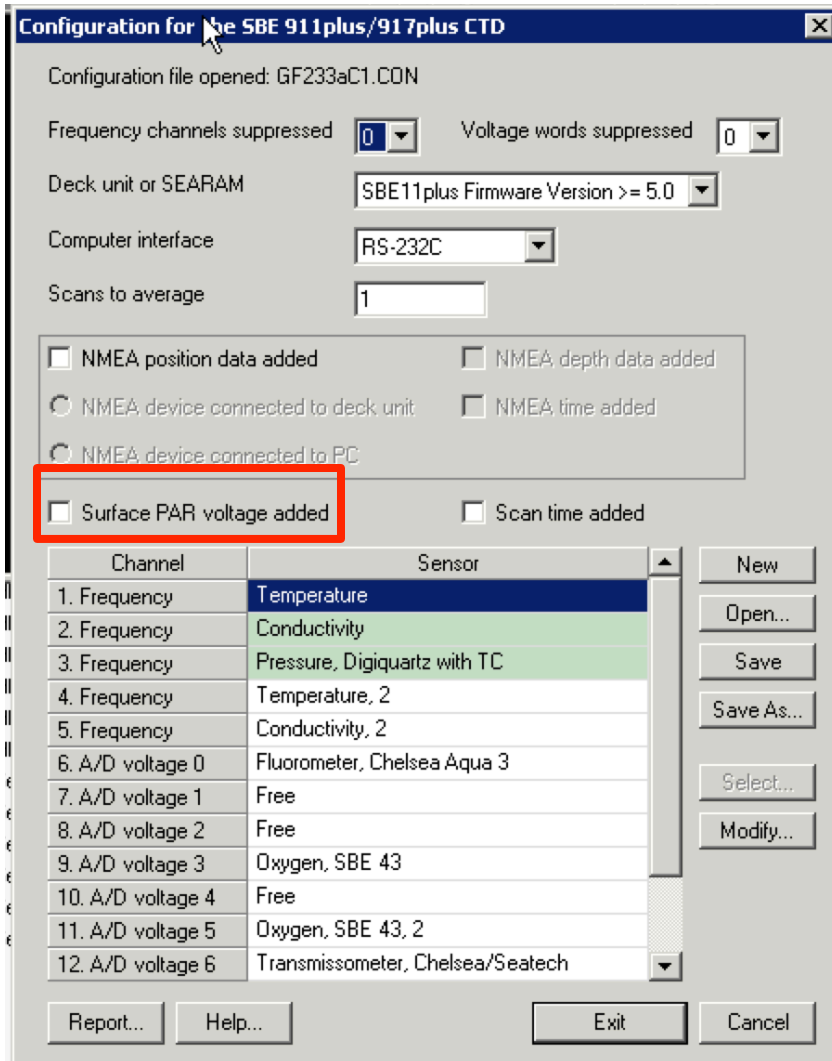 Configuration for the SBE 911plus/917plus CTD
Configuration file opened: GF233aC1.CON
Frequency channels suppressed 0 Voltage words suppressed 0
Deck unit or SEARAM SBE11plus Firmware Version >= 5.0
Computer interface RS-232C
Scans to average 1
NMEA position data added NMEA depth data added
NMEA device connected to deck unit NMEA time added
NMEA device connected to PC
Surface PAR voltage added Scan time added
Channel Sensor New
1. Frequency Temperature
2. Frequency Conductivity Open...
3. Frequency Pressure, Digiquartz with TC Save
4. Frequency Temperature, 2 Save As...
5. Frequency Conductivity, 2
6. A/D voltage 0 Fluorometer, Chelsea Aqua 3 Select...
7. A/D voltage 1 Free
8. A/D voltage 2 Free Modify...
9. A/D voltage 3 Oxygen, SBE 43
10. A/D voltage 4 Free
11. A/D voltage 5 Oxygen, SBE 43, 2
12. A/D voltage 6 Transmissometer, Chelsea/Seatech
Report... Help... Exit Cancel